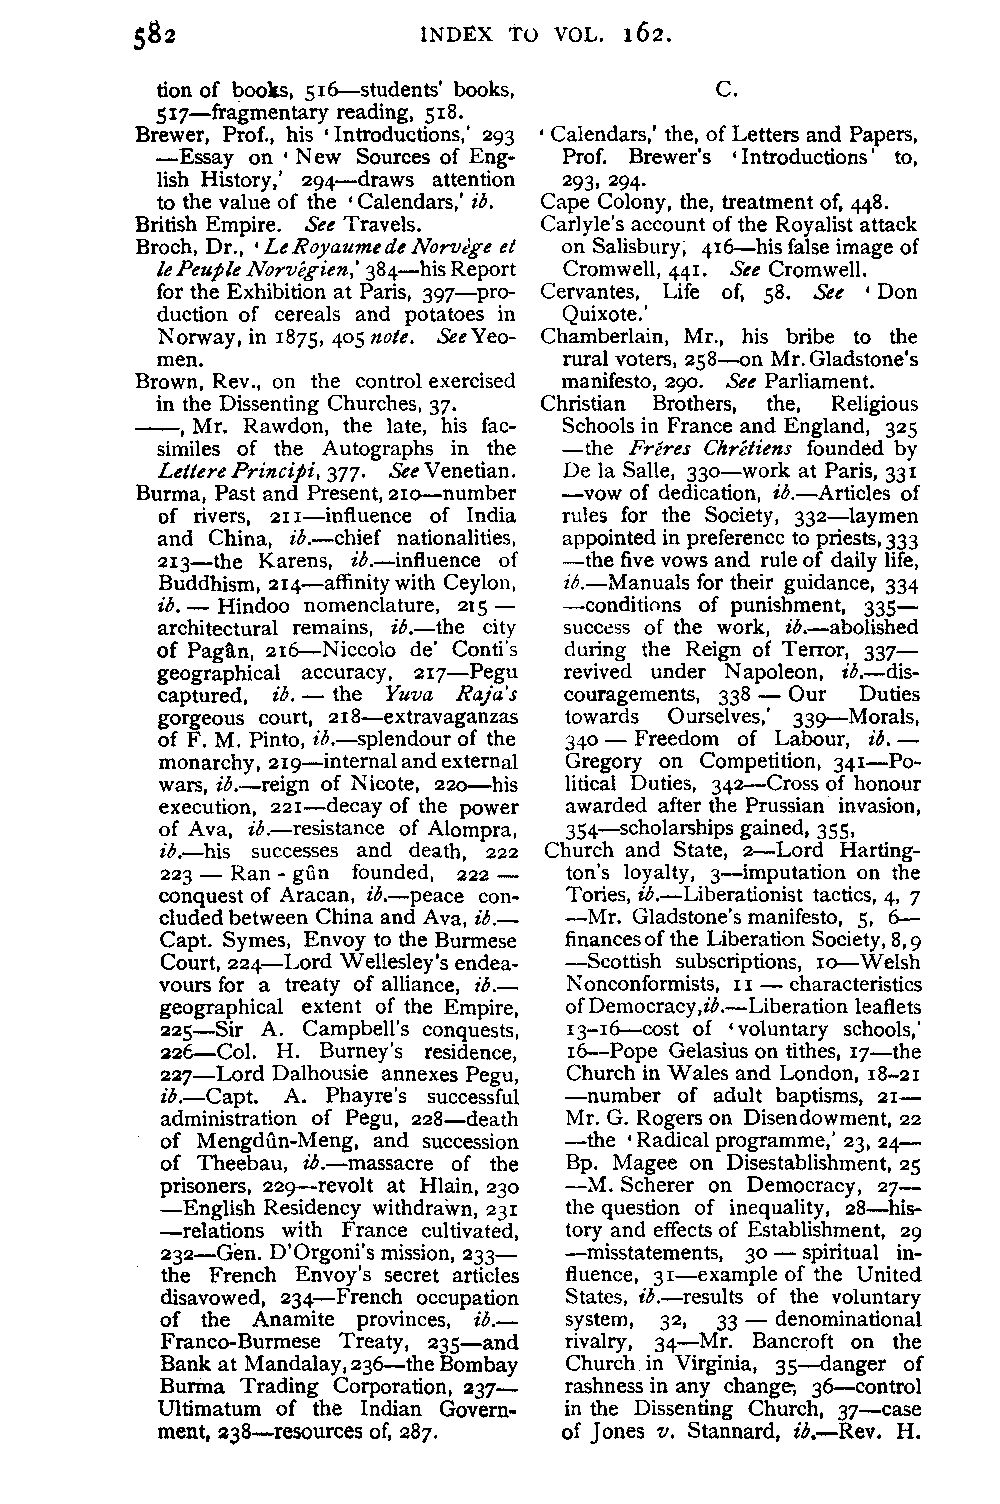 582
INDEX TO VOL. 162.
tion of books, 516—students' books,
517—fragmentary reading, 518.
Brewer, Prof., his 'Introductions,' 293
—Essay on 'New Sources of Eng-
lish History,' 294—draws attention
to the value of the 'Calendars,' ib.
British Empire. See Travels.
Broch, Dr., 'Le Royaume de Norvège et
le Peuple Norvégien,' 384—his Report
for the Exhibition at Paris, 397—pro-
duction of cereals and potatoes in
Norway, in 1875, 405 note. See Yeo-
men.
Brown, Rev., on the control exercised
in the Dissenting Churches, 37.
——, Mr. Rawdon, the late, his fac-
similes of the Autographs in the
Lettere Principi, 377. See Venetian.
Burma, Past and Present, 210—number
of rivers, 211—influence of India
and China, ib.—chief nationalities,
213—the Karens, ib.—influence of
Buddhism, 214—affinity with Ceylon,
ib. — Hindoo nomenclature, 215 —
architectural remains, ib.—the city
of Pagân, 216—Niccolo de' Conti's
geographical accuracy, 217—Pegu
captured, ib. — the Yuva Raja's
gorgeous court, 218—extravaganzas
of F. M. Pinto, ib.—splendour of the
monarchy, 219—internal and external
wars, ib.—reign of Nicote, 220—his
execution, 221—decay of the power
of Ava, ib.—resistance of Alompra,
ib.—his successes and death, 222
223 — Ran-gûn founded, 222 —
conquest of Aracan, ib.—peace con-
cluded between China and Ava, ib.—
Capt. Symes, Envoy to the Burmese
Court, 224—Lord Wellesley's endea-
vours for a treaty of alliance, ib.—
geographical extent of the Empire,
225—Sir A. Campbell's conquests,
226—Col. H. Burney's residence,
227—Lord Dalhousie annexes Pegu,
ib.—Capt. A. Phayre's successful
administration of Pegu, 228—death
of Mengdûn-Meng, and succession
of Theebau, ib.—massacre of the
prisoners, 229—revolt at Hlain, 230
—English Residency withdrawn, 231
—relations with France cultivated,
232—Gen. D'Orgoni's mission, 233—
the French Envoy's secret articles
disavowed, 234—French occupation
of the Anamite provinces, ib.—
Franco-Burmese Treaty, 235—and
Bank at Mandalay, 236—the Bombay
Burma Trading Corporation, 237—
Ultimatum of the Indian Govern-
ment, 238—resources of, 287.
C.
'Calendars,' the, of Letters and Papers,
Prof. Brewer's 'Introductions' to,
293, 294.
Cape Colony, the, treatment of, 448.
Carlyle's account of the Royalist attack
on Salisbury, 416—his false image of
Cromwell, 441. See Cromwell.
Cervantes, Life of, 58. See 'Don
Quixote.'
Chamberlain, Mr., his bribe to the
rural voters, 258—on Mr. Gladstone's
manifesto, 290. See Parliament.
Christian Brothers, the, Religious
Schools in France and England, 325
—the Frères Chrétiens founded by
De la Salle, 330—work at Paris, 331
—vow of dedication, ib.—Articles of
rules for the Society, 332—laymen
appointed in preference to priests, 333
—the five vows and rule of daily life,
ib.—Manuals for their guidance, 334
—conditions of punishment, 335—
success of the work, ib.—abolished
during the Reign of Terror, 337—
revived under Napoleon, ib.—dis-
couragements, 338 — Our Duties
towards Ourselves,' 339—Morals,
340 — Freedom of Labour, ib. —
Gregory on Competition, 341—Po-
litical Duties, 342—Cross of honour
awarded after the Prussian invasion,
354—scholarships gained, 355,
Church and State, 2—Lord Harting-
ton's loyalty, 3—imputation on the
Tories, ib.—Liberationist tactics, 4, 7
—Mr. Gladstone's manifesto, 5, 6—
finances of the Liberation Society, 8, 9
—Scottish subscriptions, 10—Welsh
Nonconformists, 11 — characteristics
of Democracy, ib.—Liberation leaflets
13-16—cost of 'voluntary schools,'
16—Pope Gelasius on tithes, 17—the
Church in Wales and London, 18-21
—number of adult baptisms, 21—
Mr. G. Rogers on Disendowment, 22
—the 'Radical programme,' 23, 24—
Bp. Magee on Disestablishment, 25
—M. Scherer on Democracy, 27—
the question of inequality, 28—his-
tory and effects of Establishment, 29
—misstatements, 30 — spiritual in-
fluence, 31—example of the United
States, ib.—results of the voluntary
system, 32, 33 — denominational
rivalry, 34—Mr. Bancroft on the
Church in Virginia, 35—danger of
rashness in any change, 36—control
in the Dissenting Church, 37—case
of Jones v. Stannard, ib.—Rev. H.